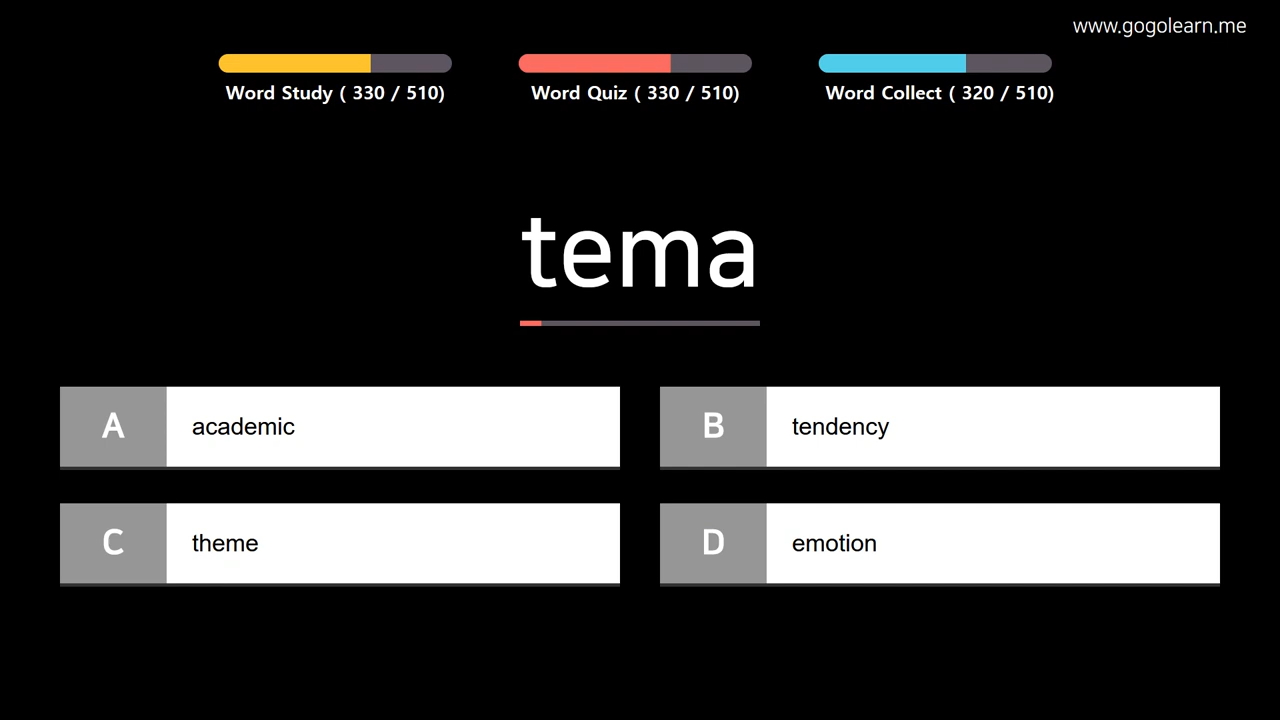 www.gogolearn.me
Word Study ( 330 / 510)
Word Quiz ( 330 / 510)
Word Collect ( 320 / 510)
tema
A academic
B tendency
C theme
D emotion